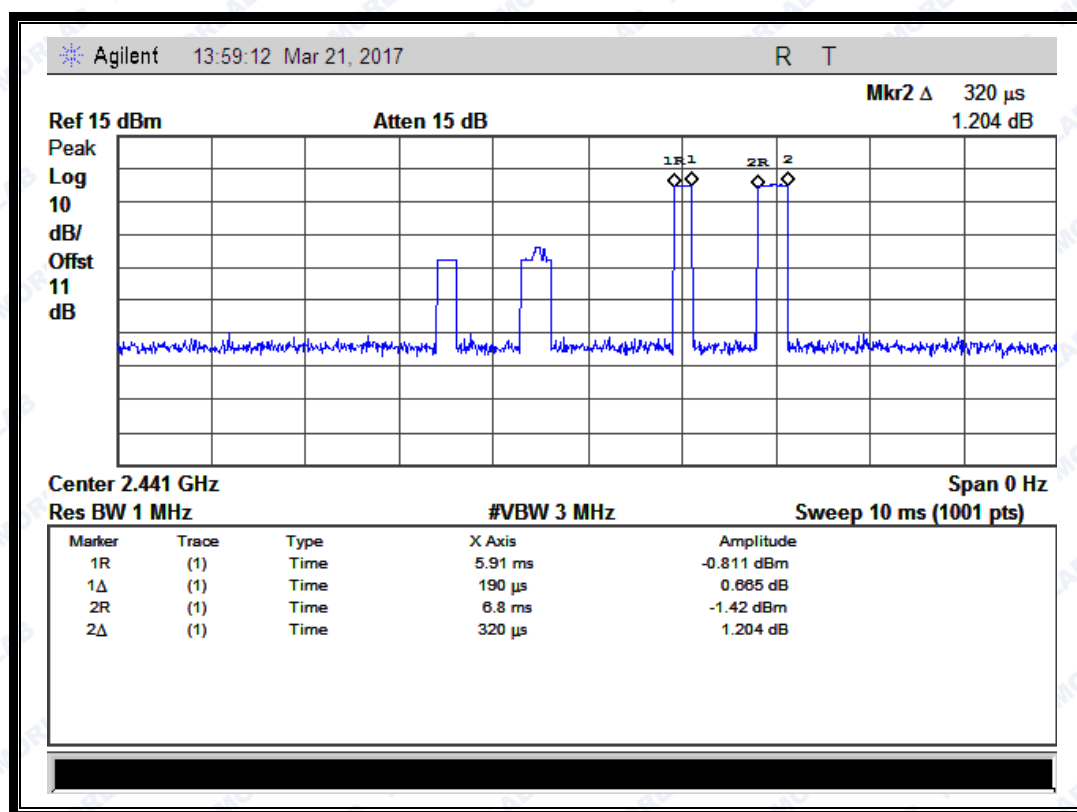 Agilent 13:59:12 Mar 21, 2017 R T
Mkr2 Δ 320 μs
Ref 15 dBm Atten 15 dB 1.204 dB
Peak
Log
10
dB/
Offst
11
dB
1R 1 2R 2
Center 2.441 GHz Span 0 Hz
Res BW 1 MHz #VBW 3 MHz Sweep 10 ms (1001 pts)
Marker Trace Type X Axis Amplitude
1R (1) Time 5.91 ms -0.811 dBm
1Δ (1) Time 190 μs 0.665 dB
2R (1) Time 6.8 ms -1.42 dBm
2Δ (1) Time 320 μs 1.204 dB